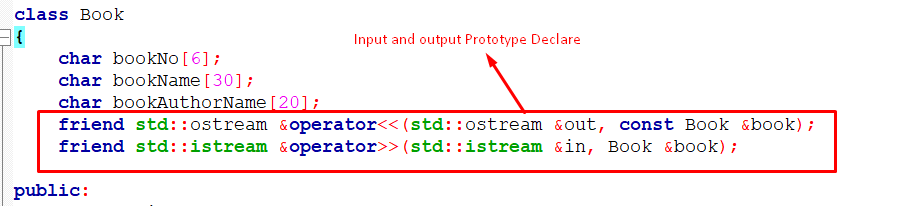 class Book
{
Input and output Prototype Declare
char bookNo[6];
char bookName[30];
char bookAuthorName[20];
friend std::ostream &operator<<(std::ostream &out, const Book &book);
friend std::istream &operator>>(std::istream &in, Book &book);
public: